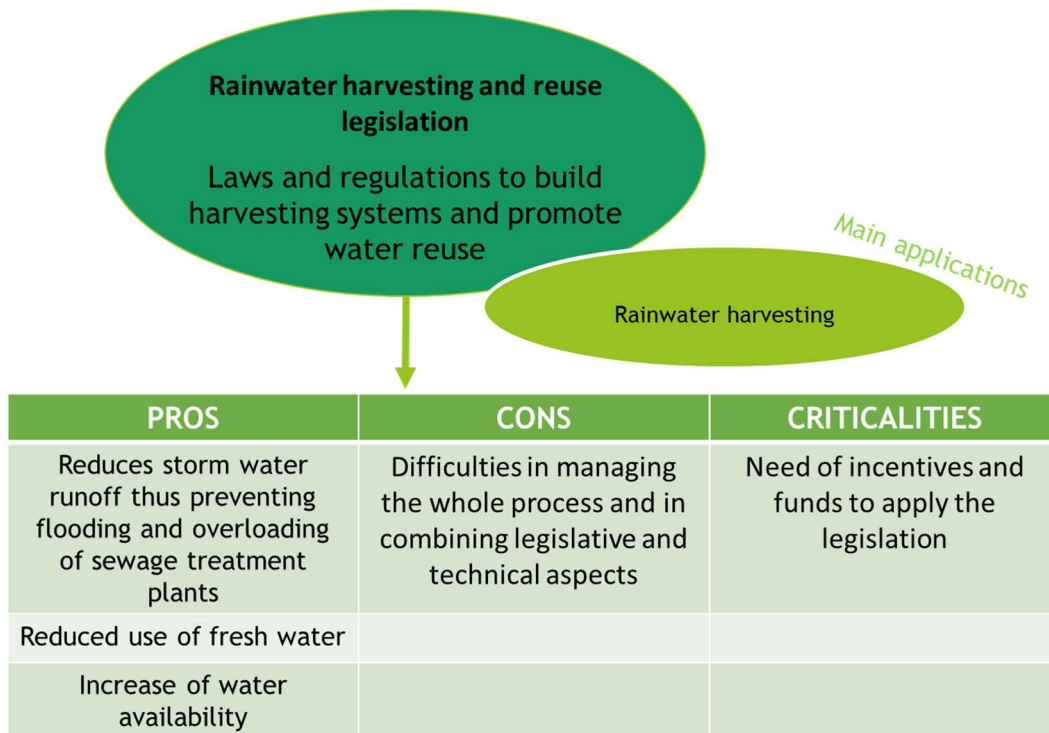 Rainwater harvesting and reuse
legislation
Laws and regulations to build
harvesting systems and promote
water reuse
Main applications
Rainwater harvesting
PROS
CONS
CRITICALITIES
Reduces storm water
runoff thus preventing
flooding and overloading
of sewage treatment
plants
Difficulties in managing
the whole process and in
combining legislative and
technical aspects
Need of incentives and
funds to apply the
legislation
Reduced use of fresh water
Increase of water
availability